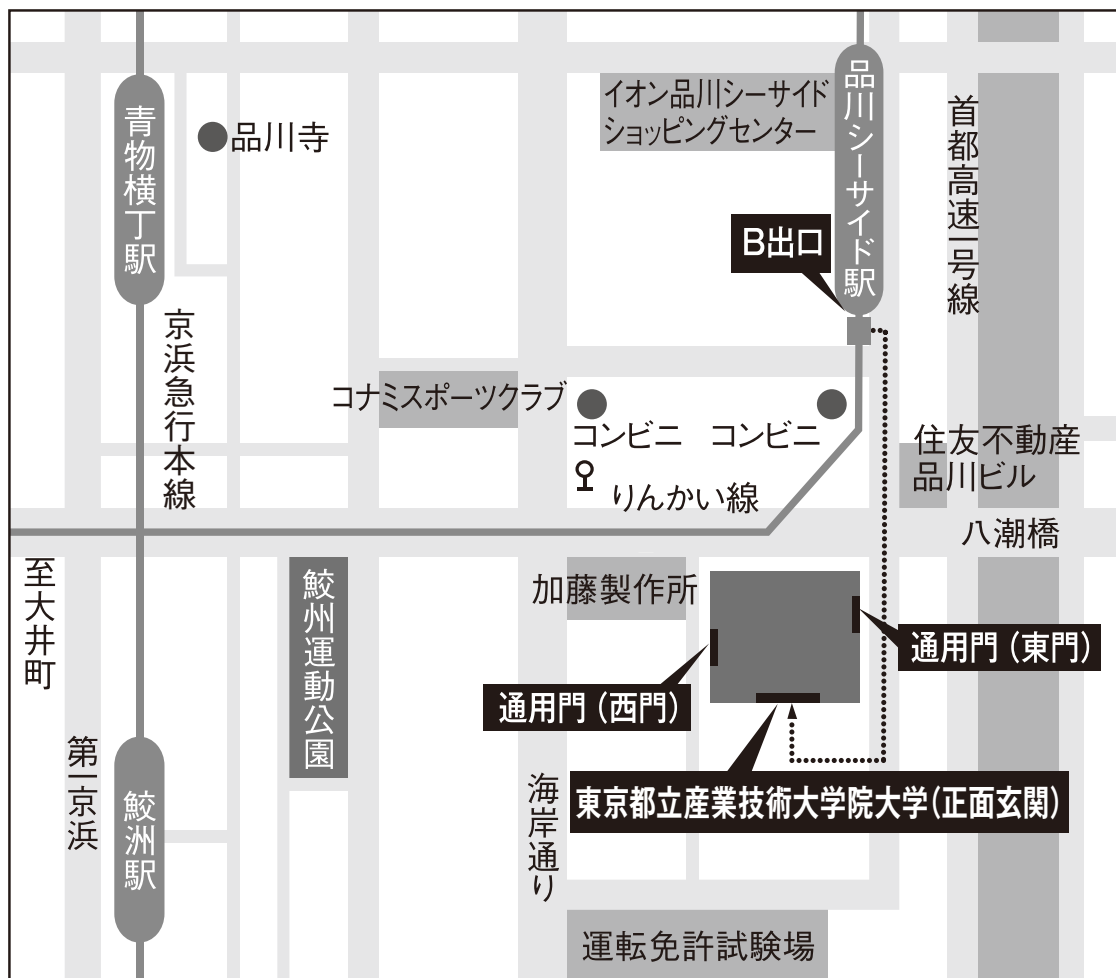 青物横丁駅
品川寺
イオン品川シーサイド
ショッピングセンター
品川シーサイド駅
首都高速一号線
B出口
京浜急行本線
コナミスポーツクラブ
コンビニ
コンビニ
りんかい線
住友不動産
品川ビル
八潮橋
至大井町
鮫州運動公園
加藤製作所
通用門（東門）
通用門（西門）
第一京浜
鮫洲駅
海岸通り
東京都立産業技術大学院大学（正面玄関）
運転免許試験場